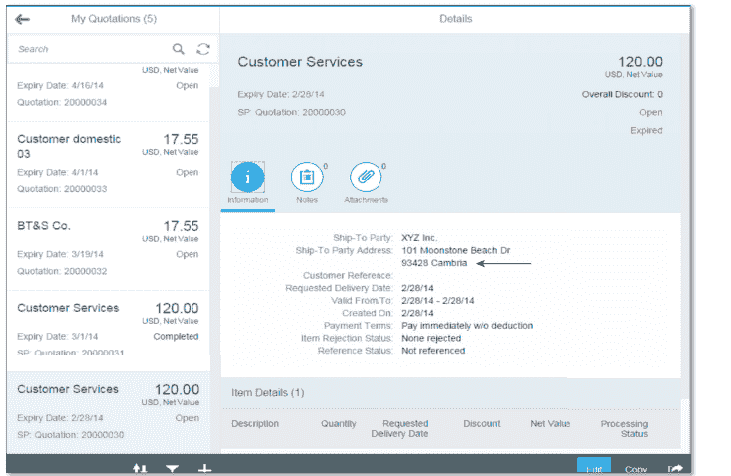 My Quotations (5)
Details
Search
USD, Net Value
Expiry Date: 4/16/14
Open
Quotation: 20000034
Customer domestic
03
17.55
USD, Net Value
Expiry Date: 4/1/14
Open
Quotation: 20000033
BT&S Co.
17.55
USD, Net Value
Expiry Date: 3/19/14
Open
Quotation: 20000032
Customer Services
120.00
USD, Net Value
Expiry Date: 3/1/14
Completed
SP: Quotation: 20000031
Customer Services
120.00
USD, Net Value
Expiry Date: 2/28/14
Open
SP: Quotation: 20000030
Customer Services
120.00
USD, Net Value
Expiry Date: 2/28/14
Overall Discount: 0
SP: Quotation: 20000030
Open
Expired
0
0
Information
Notes
Attachments
Ship-To Party: XYZ Inc.
Ship-To Party Address: 101 Moonstone Beach Dr
93428 Cambria
Customer Reference:
Requested Delivery Date: 2/28/14
Valid From/To: 2/28/14 - 2/28/14
Created On: 2/28/14
Payment Terms: Pay immediately w/o deduction
Item Rejection Status: None rejected
Reference Status: Not referenced
Item Details (1)
Description
Quantity
Requested
Delivery Date
Discount
Net Value
Processing
Status
Edit
Copy